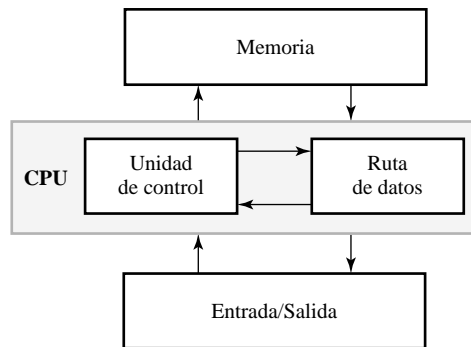 Memoria
CPU
Unidad
de control
Ruta
de datos
Entrada/Salida